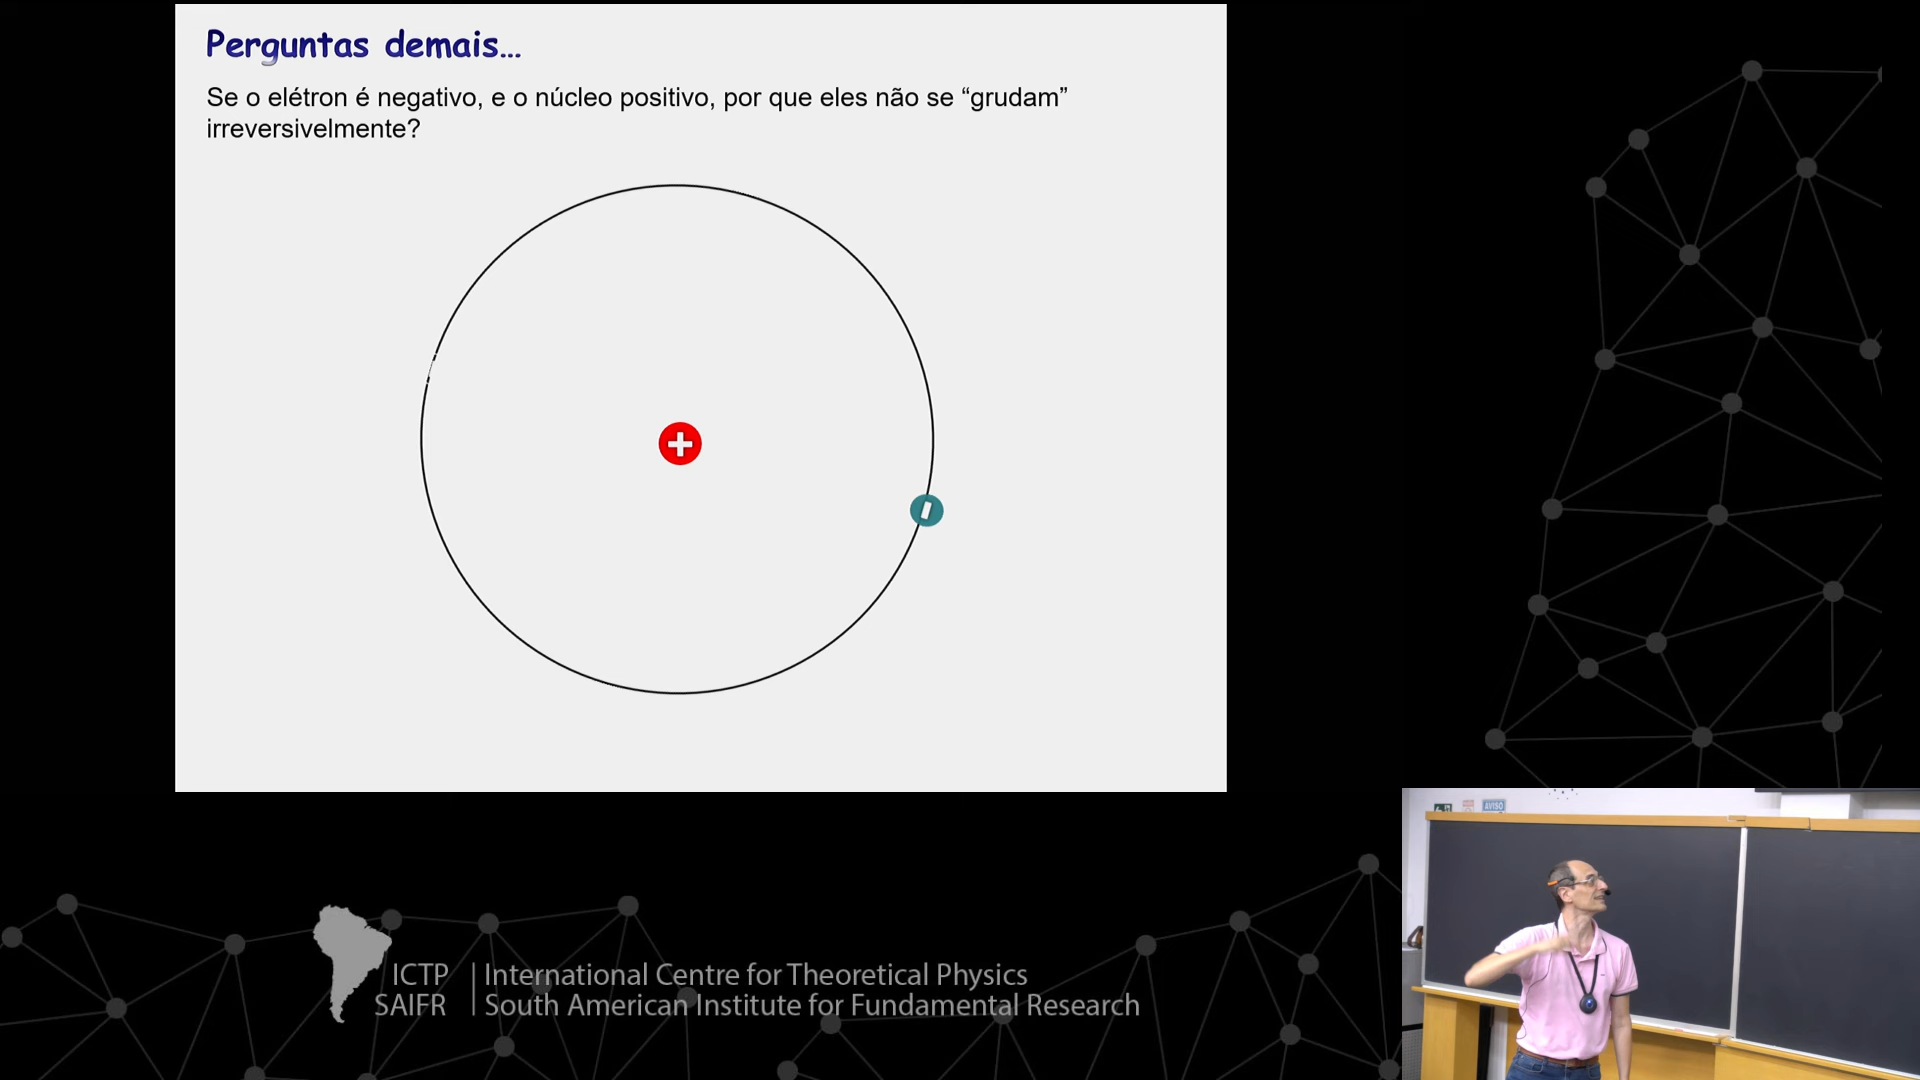 Perguntas demais...
Se o elétron é negativo, e o núcleo positivo, por que eles não se “grudam”
irreversivelmente?
AVISO
ICTP | International Centre for Theoretical Physics
SAIFR | South American Institute for Fundamental Research